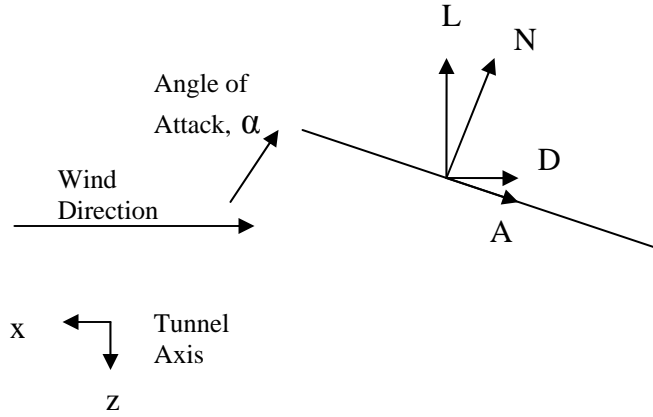 L
N
Angle of
Attack, α
D
Wind
Direction
A
x
Tunnel
Axis
z